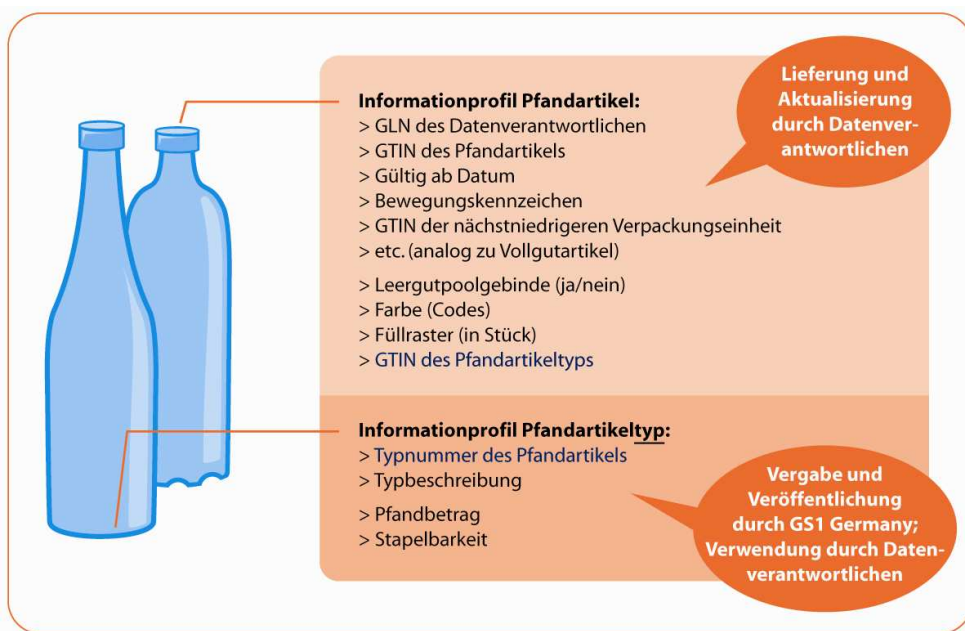 Informationprofil Pfandartikel:
> GLN des Datenverantwortlichen
> GTIN des Pfandartikels
> Gültig ab Datum
> Bewegungskennzeichen
> GTIN der nächstniedrigeren Verpackungseinheit
> etc. (analog zu Vollgutartikel)
> Leergutpoolgebinde (ja/nein)
> Farbe (Codes)
> Füllraster (in Stück)
> GTIN des Pfandartikeltyps
Lieferung und
Aktualisierung
durch Datenver-
antwortlichen
Informationprofil Pfandartikeltyp:
> Typnummer des Pfandartikels
> Typbeschreibung
> Pfandbetrag
> Stapelbarkeit
Vergabe und
Veröffentlichung
durch GS1 Germany;
Verwendung durch Daten-
verantwortlichen